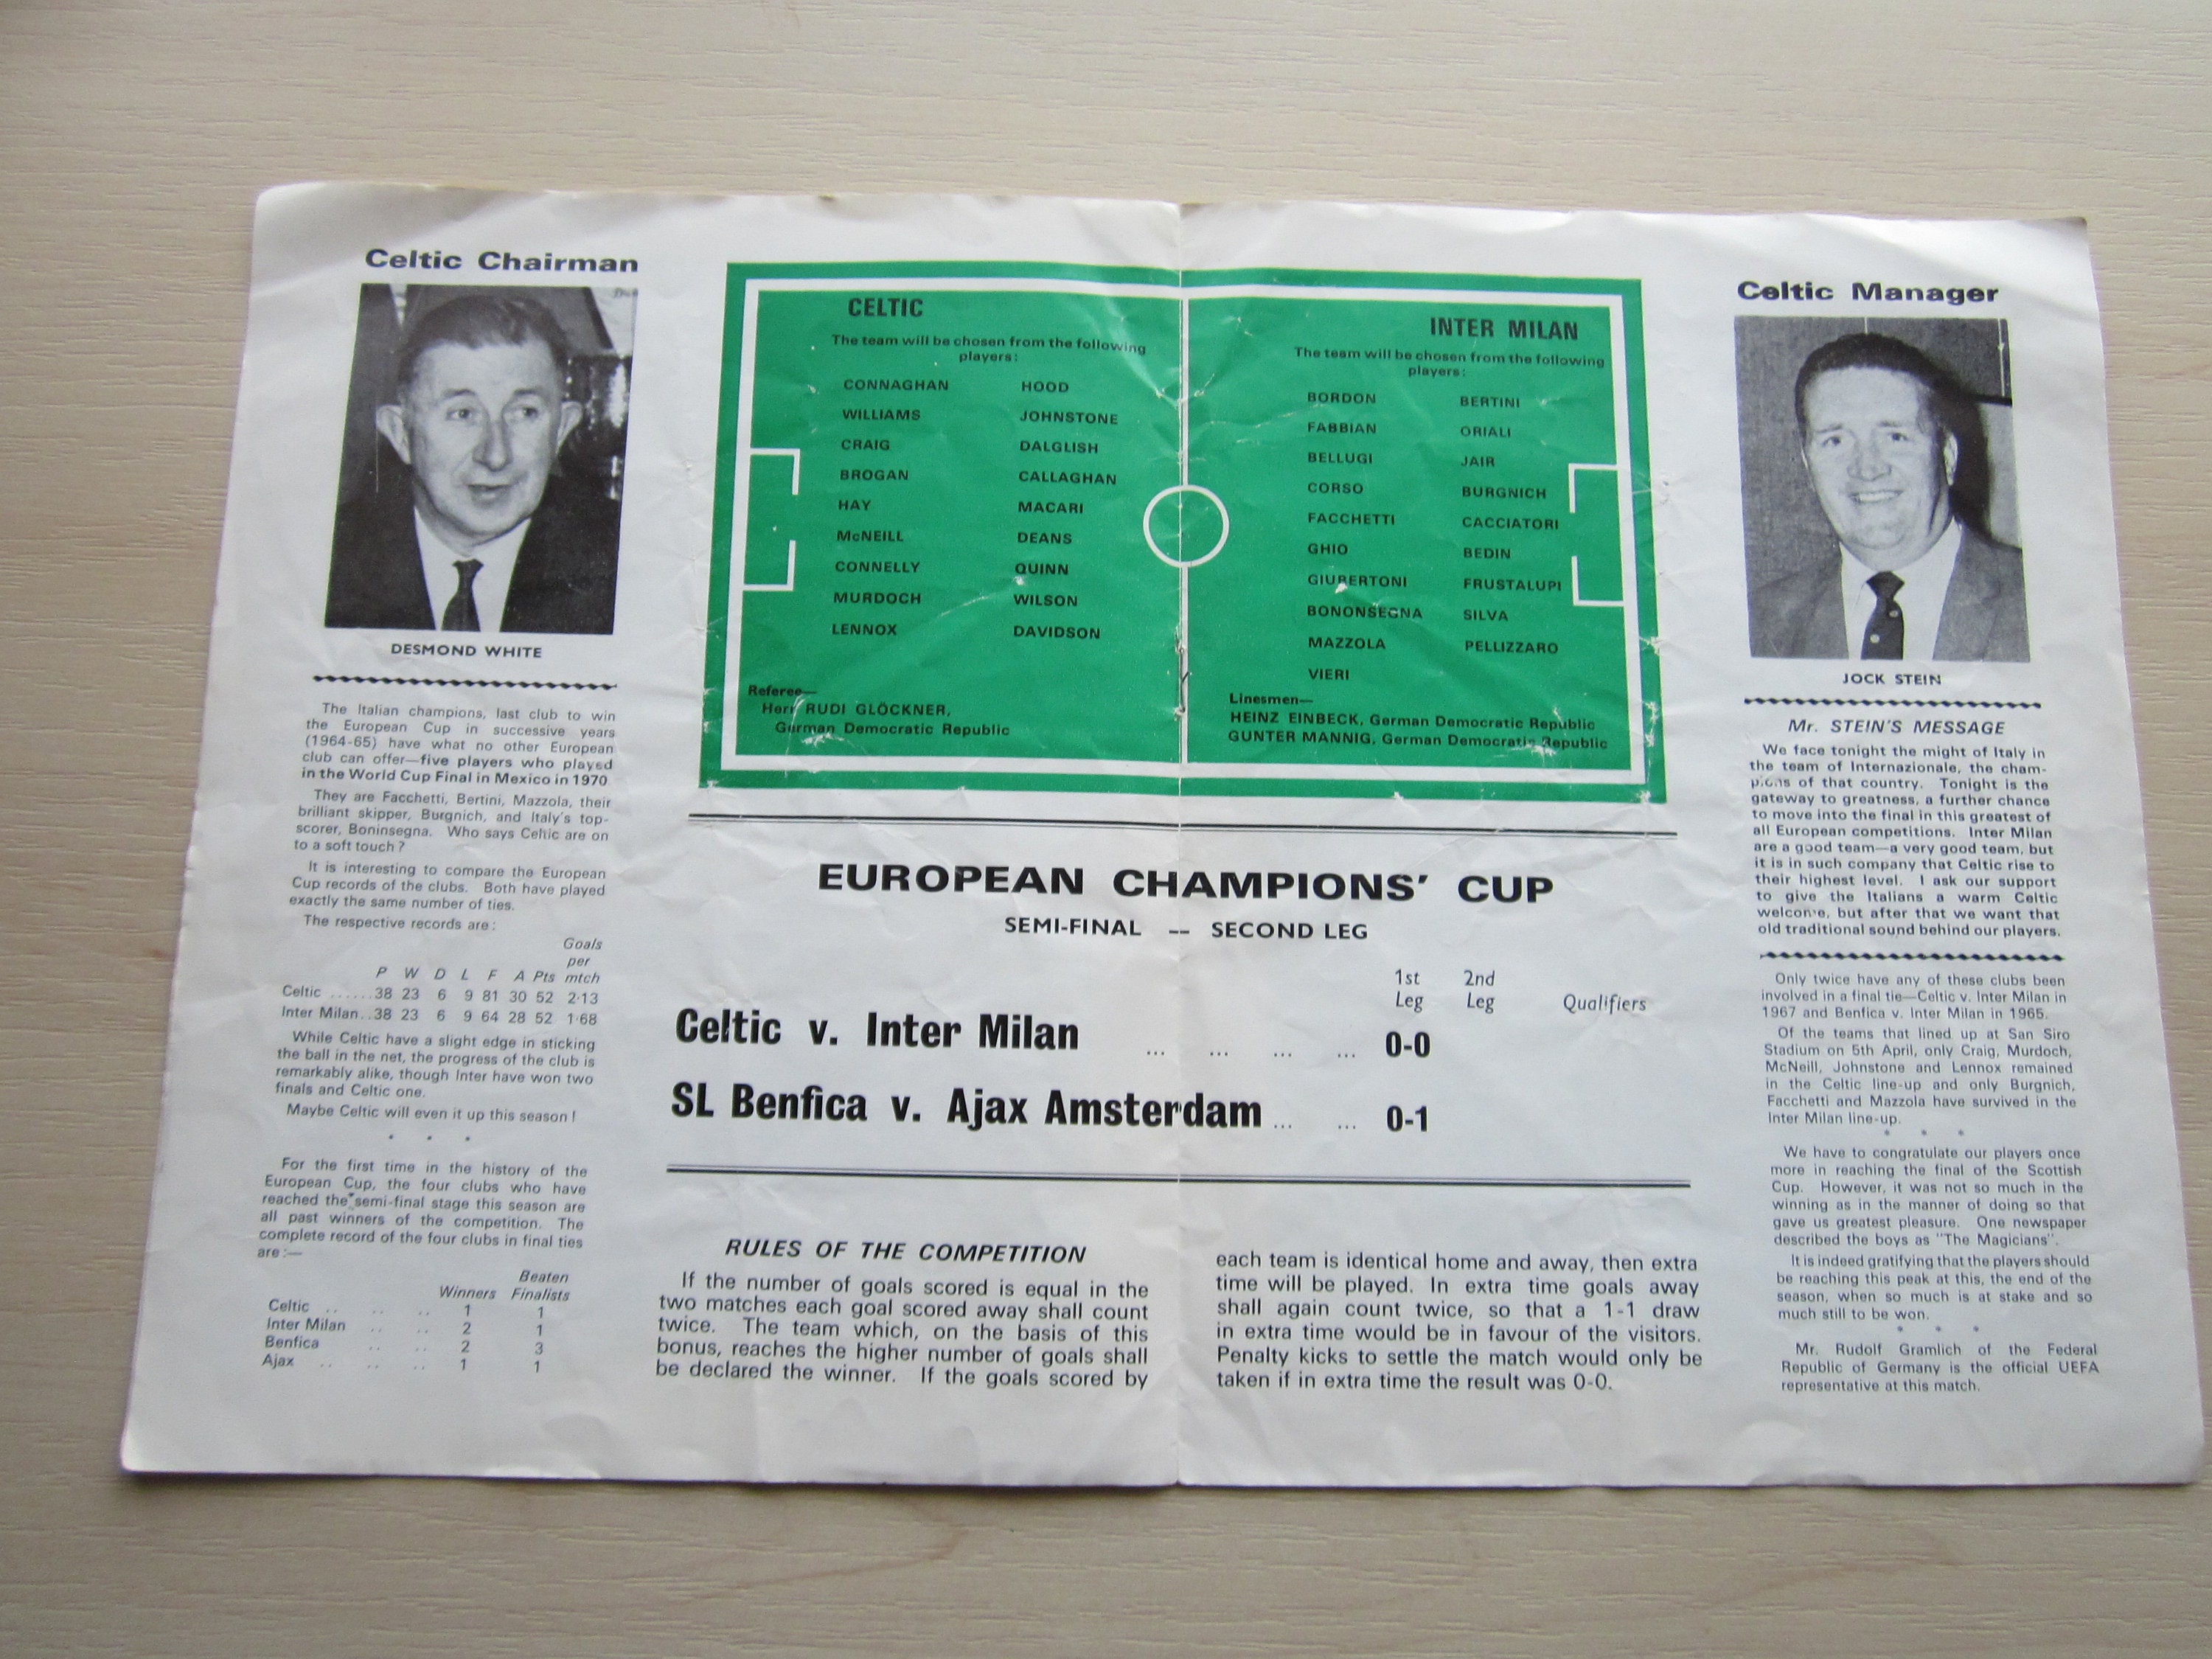 Celtic Chairman
DESMOND WHITE
The Italian champions, last club to win
the European Cup in successive years
(1964-65) have what no other European
club can offer—five players who played
in the World Cup Final in Mexico in 1970.
They are Facchetti, Bertini, Mazzola, their
brilliant skipper, Burgnich, and Italy's top-
scorer, Boninsegna. Who says Celtic are on
to a soft touch?
It is interesting to compare the European
Cup records of the clubs. Both have played
exactly the same number of ties.
The respective records are:
Goals
per
P W D L F A Pts mtch
Celtic ......38 23 6 9 81 30 52 2·13
Inter Milan..38 23 6 9 64 28 52 1·68
While Celtic have a slight edge in sticking
the ball in the net, the progress of the club is
remarkably alike, though Inter have won two
finals and Celtic one.
Maybe Celtic will even it up this season!
* * *
For the first time in the history of the
European Cup, the four clubs who have
reached the semi-final stage this season are
all past winners of the competition. The
complete record of the four clubs in final ties
are:—
Beaten
Winners Finalists
Celtic .. .. .. 1 1
Inter Milan .. .. 2 1
Benfica .. .. 2 3
Ajax .. .. .. 1 1
CELTIC
The team will be chosen from the following
players:
CONNAGHAN HOOD
WILLIAMS JOHNSTONE
CRAIG DALGLISH
BROGAN CALLAGHAN
HAY MACARI
McNEILL DEANS
CONNELLY QUINN
MURDOCH WILSON
LENNOX DAVIDSON
Referee—
Herr RUDI GLÖCKNER,
German Democratic Republic
INTER MILAN
The team will be chosen from the following
players:
BORDON BERTINI
FABBIAN ORIALI
BELLUGI JAIR
CORSO BURGNICH
FACCHETTI CACCIATORI
GHIO BEDIN
GIUBERTONI FRUSTALUPI
BONONSEGNA SILVA
MAZZOLA PELLIZZARO
VIERI
Linesmen—
HEINZ EINBECK, German Democratic Republic
GUNTER MANNIG, German Democratic Republic
EUROPEAN CHAMPIONS' CUP
SEMI-FINAL -- SECOND LEG
1st 2nd
Leg Leg Qualifiers
Celtic v. Inter Milan ... ... ... ... 0-0
SL Benfica v. Ajax Amsterdam ... ... 0-1
RULES OF THE COMPETITION
If the number of goals scored is equal in the
two matches each goal scored away shall count
twice. The team which, on the basis of this
bonus, reaches the higher number of goals shall
be declared the winner. If the goals scored by
each team is identical home and away, then extra
time will be played. In extra time goals away
shall again count twice, so that a 1-1 draw
in extra time would be in favour of the visitors.
Penalty kicks to settle the match would only be
taken if in extra time the result was 0-0.
Celtic Manager
JOCK STEIN
Mr. STEIN'S MESSAGE
We face tonight the might of Italy in
the team of Internazionale, the cham-
pions of that country. Tonight is the
gateway to greatness, a further chance
to move into the final in this greatest of
all European competitions. Inter Milan
are a good team—a very good team, but
it is in such company that Celtic rise to
their highest level. I ask our support
to give the Italians a warm Celtic
welcome, but after that we want that
old traditional sound behind our players.
Only twice have any of these clubs been
involved in a final tie—Celtic v. Inter Milan in
1967 and Benfica v. Inter Milan in 1965.
Of the teams that lined up at San Siro
Stadium on 5th April, only Craig, Murdoch,
McNeill, Johnstone and Lennox remained
in the Celtic line-up and only Burgnich,
Facchetti and Mazzola have survived in the
Inter Milan line-up.
* * *
We have to congratulate our players once
more in reaching the final of the Scottish
Cup. However, it was not so much in the
winning as in the manner of doing so that
gave us greatest pleasure. One newspaper
described the boys as "The Magicians".
It is indeed gratifying that the players should
be reaching this peak at this, the end of the
season, when so much is at stake and so
much still to be won.
* * *
Mr. Rudolf Gramlich of the Federal
Republic of Germany is the official UEFA
representative at this match.